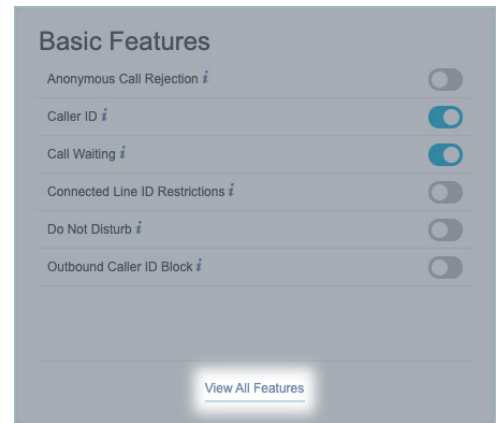 Basic Features
Anonymous Call Rejection i
Caller ID i
Call Waiting i
Connected Line ID Restrictions i
Do Not Disturb i
Outbound Caller ID Block i
View All Features